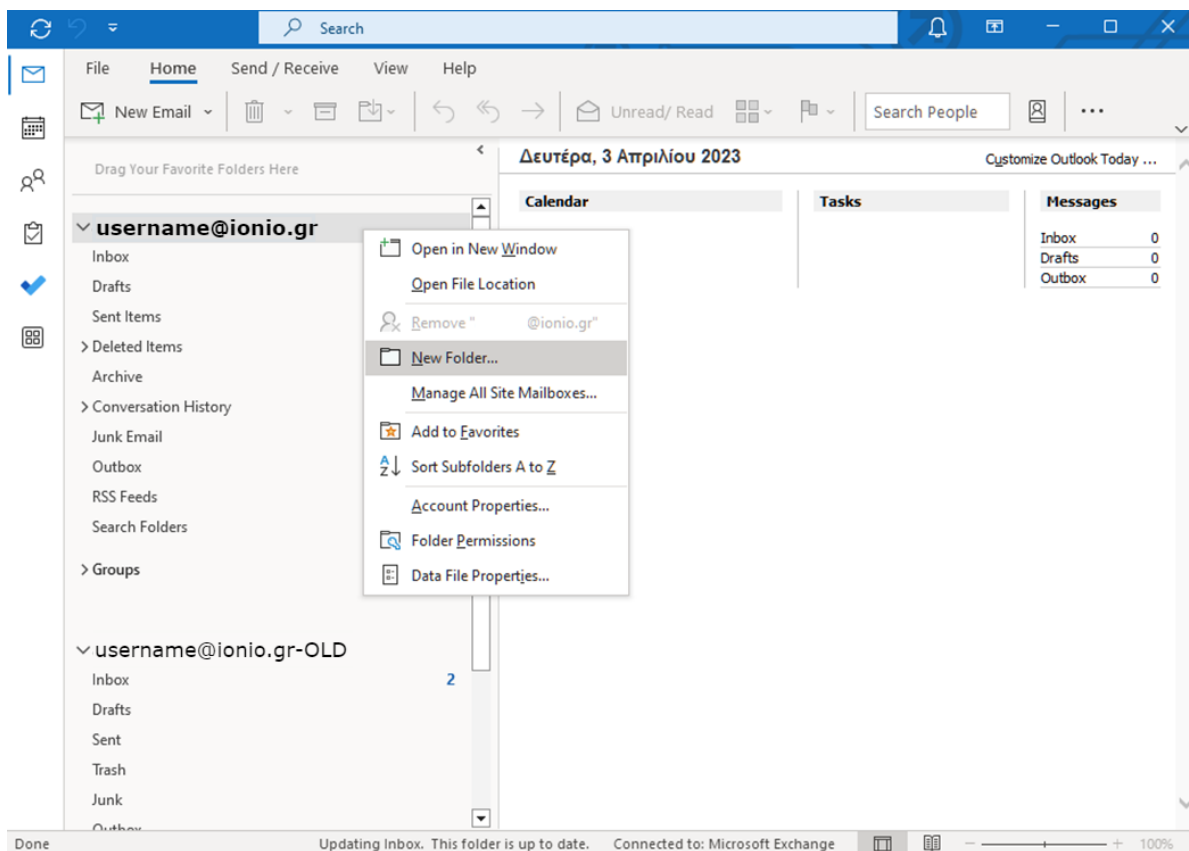 Search
File Home Send / Receive View Help
New Email Unread/ Read Search People ...
Drag Your Favorite Folders Here
username@ionio.gr
Inbox
Drafts
Sent Items
Deleted Items
Archive
Conversation History
Junk Email
Outbox
RSS Feeds
Search Folders
Groups
username@ionio.gr-OLD
Inbox 2
Drafts
Sent
Trash
Junk
Outbox
Open in New Window
Open File Location
Remove " @ionio.gr"
New Folder...
Manage All Site Mailboxes...
Add to Favorites
Sort Subfolders A to Z
Account Properties...
Folder Permissions
Data File Properties...
Δευτέρα, 3 Απριλίου 2023
Customize Outlook Today ...
Calendar
Tasks
Messages
Inbox 0
Drafts 0
Outbox 0
Done Updating Inbox. This folder is up to date. Connected to: Microsoft Exchange 100%